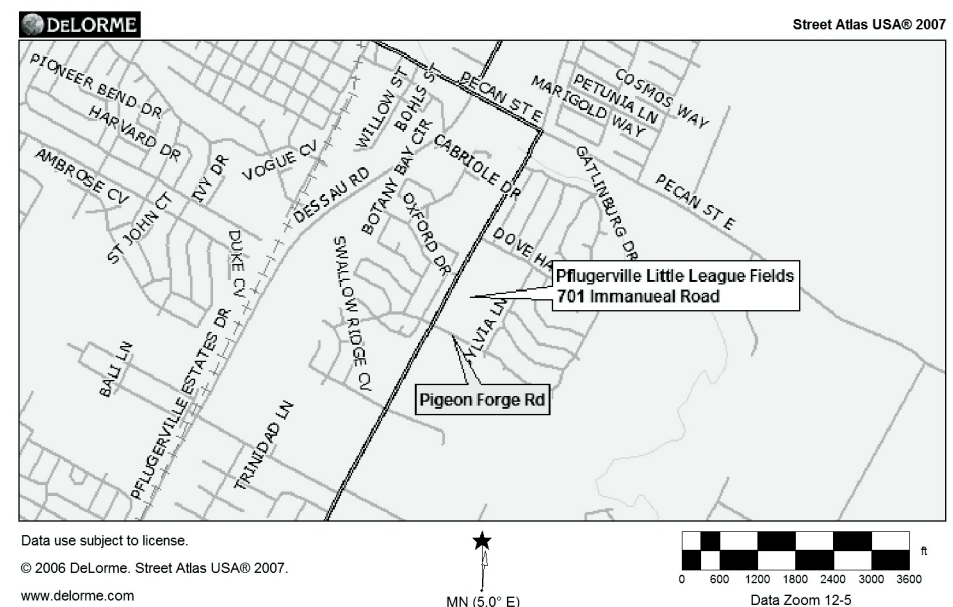 DELORME
Street Atlas USA® 2007
PIONEER BEND DR
HARVARD DR
AMBROSE CV
ST JOHN CT
IVY DR
VOGUE CV
DUKE CV
WILLOW ST
BOHLS ST
DESSAU RD
BOTANY BAY CIR
OXFORD DR
CABRIOLE DR
PECAN ST E
MARIGOLD WAY
PETUNIA LN
COSMOS WAY
GATLINBURG DR
PECAN ST E
DOVE HA
Pflugerville Little League Fields
701 Immanueal Road
SWALLOW RIDGE CV
YLVIA LN
Pigeon Forge Rd
BALI LN
PFLUGERVILLE ESTATES DR
TRINIDAD LN
Data use subject to license.
© 2006 DeLorme. Street Atlas USA® 2007.
www.delorme.com
MN (5.0° E)
ft
0 600 1200 1800 2400 3000 3600
Data Zoom 12-5